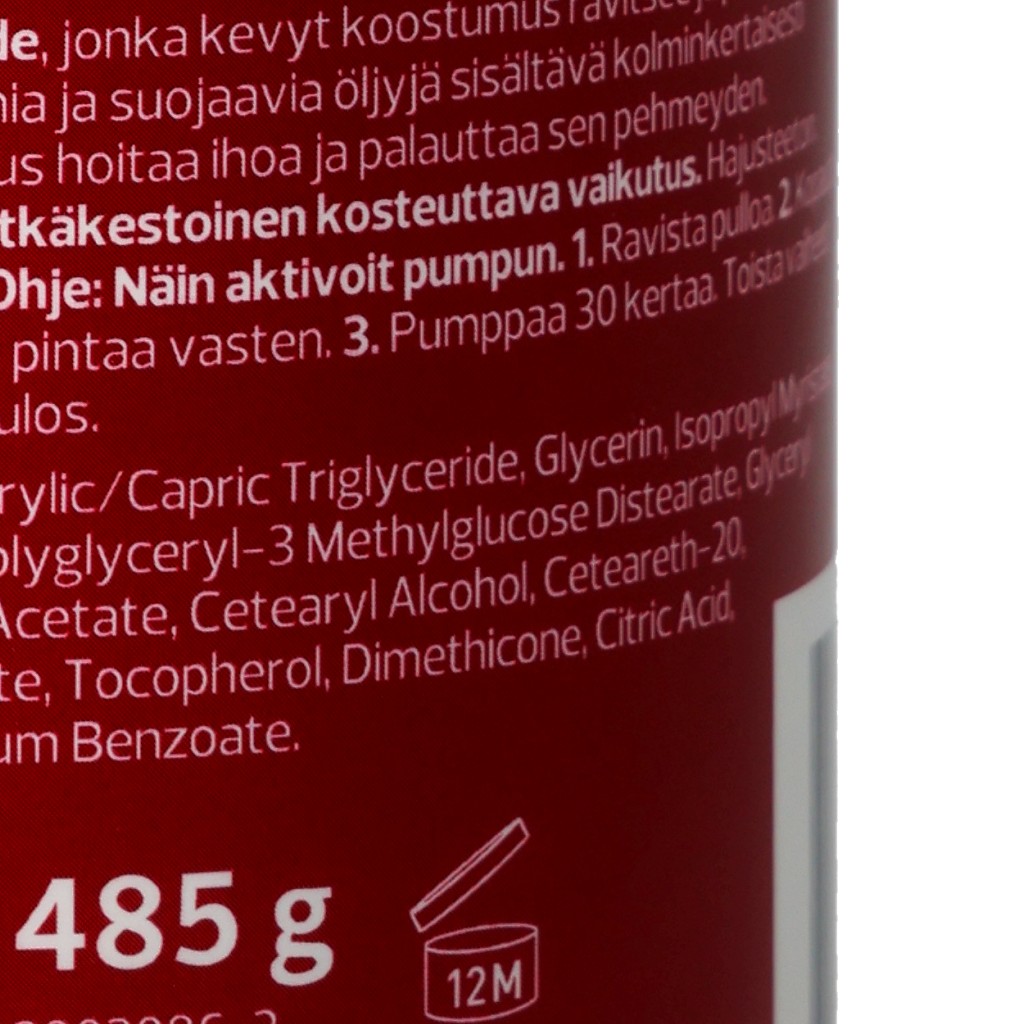 de, jonka kevyt koostumus
nia ja suojaavia öljyjä sisältävä kolminkertaisesti
us hoitaa ihoa ja palauttaa sen pehmeyden.
tkäkestoinen kosteuttava vaikutus. Hajusteeton.
Ohje: Näin aktivoit pumpun. 1. Ravista pulloa. 2.
pintaa vasten. 3. Pumppaa 30 kertaa. Toista
ulos.
rylic/Capric Triglyceride, Glycerin, Isopropyl
olyglyceryl-3 Methylglucose Distearate, Glyceryl
Acetate, Cetearyl Alcohol, Ceteareth-20,
te, Tocopherol, Dimethicone, Citric Acid,
um Benzoate.
485 g
12M